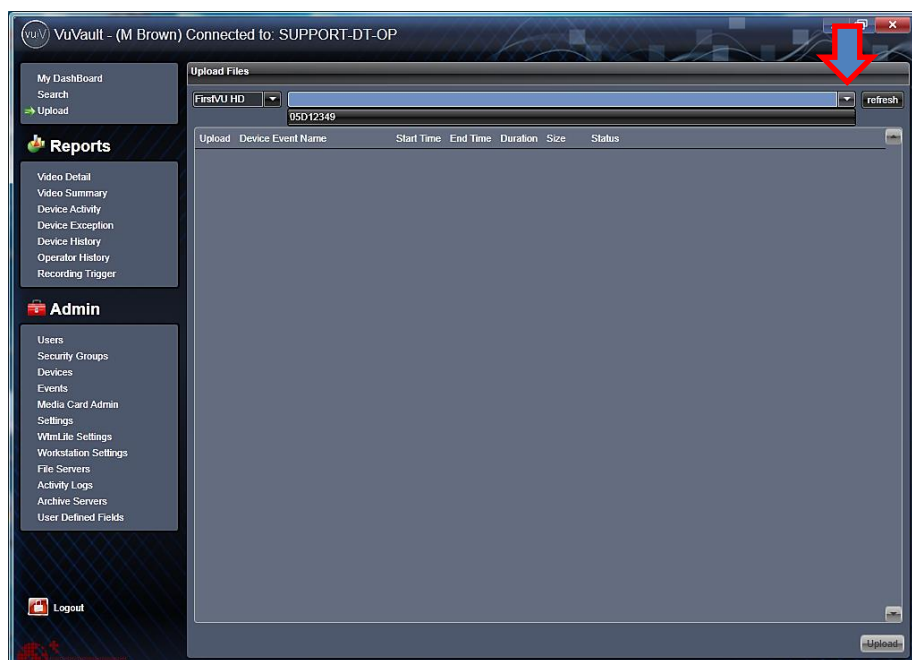 vuV VuVault - (M Brown) Connected to: SUPPORT-DT-OP
My DashBoard
Search
Upload
Reports
Video Detail
Video Summary
Device Activity
Device Exception
Device History
Operator History
Recording Trigger
Admin
Users
Security Groups
Devices
Events
Media Card Admin
Settings
WtmLite Settings
Workstation Settings
File Servers
Activity Logs
Archive Servers
User Defined Fields
Logout
Upload Files
FirstVU HD refresh
05D12349
Upload Device Event Name Start Time End Time Duration Size Status
Upload